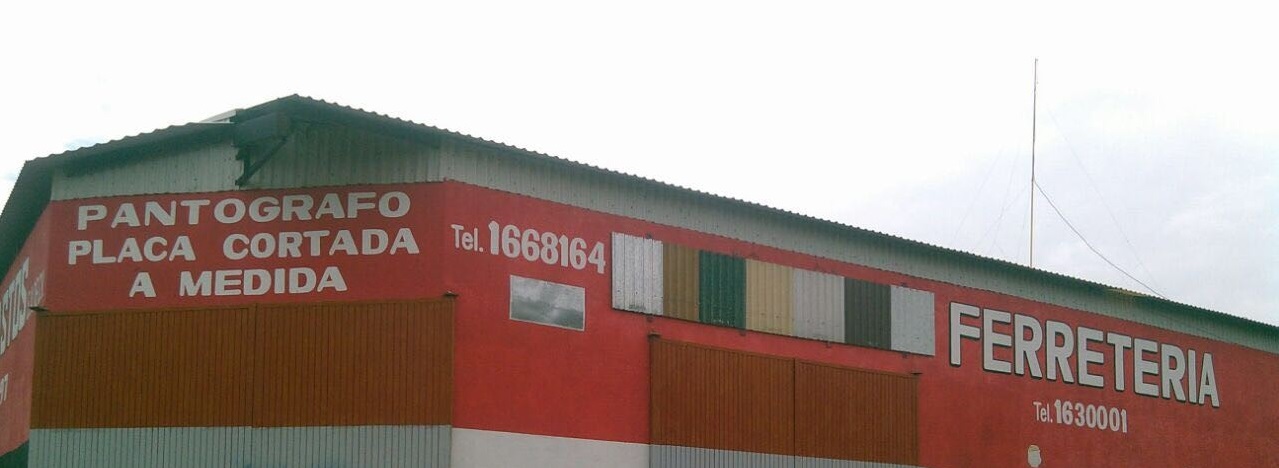 PANTOGRAFO
PLACA CORTADA
A MEDIDA
Tel. 1668164
FERRETERIA
Tel. 1630001